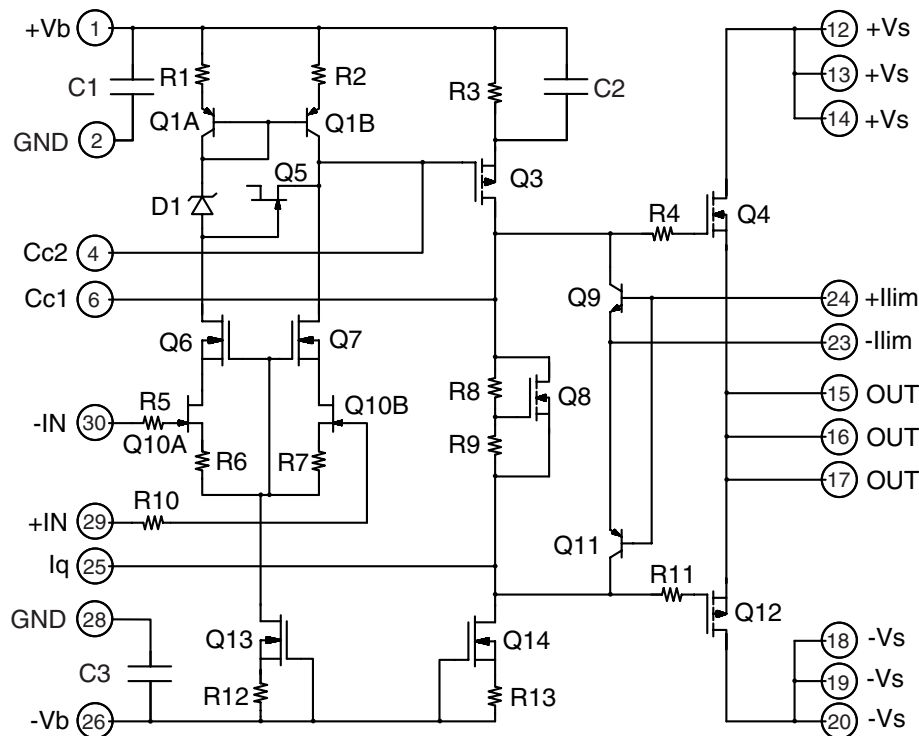 +Vb 1
12 +Vs
R1
R2
C1
R3
C2
13 +Vs
Q1A
Q1B
14 +Vs
GND 2
Q5
Q3
D1
R4
Q4
Cc2 4
Cc1 6
Q9
24 +Ilim
Q6
Q7
23 -Ilim
R8
Q8
15 OUT
R5
Q10B
-IN 30
Q10A
16 OUT
R6
R7
R9
17 OUT
R10
+IN 29
Q11
Iq 25
R11
GND 28
Q12
Q13
Q14
18 -Vs
C3
R12
R13
19 -Vs
-Vb 26
20 -Vs